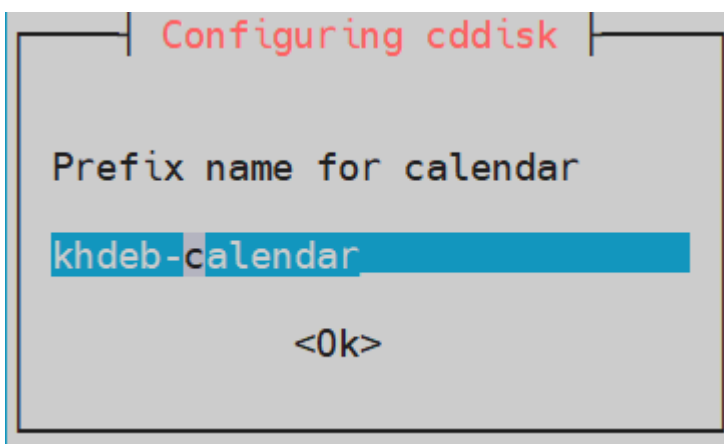 Configuring cddisk
Prefix name for calendar
khdeb-calendar
<Ok>